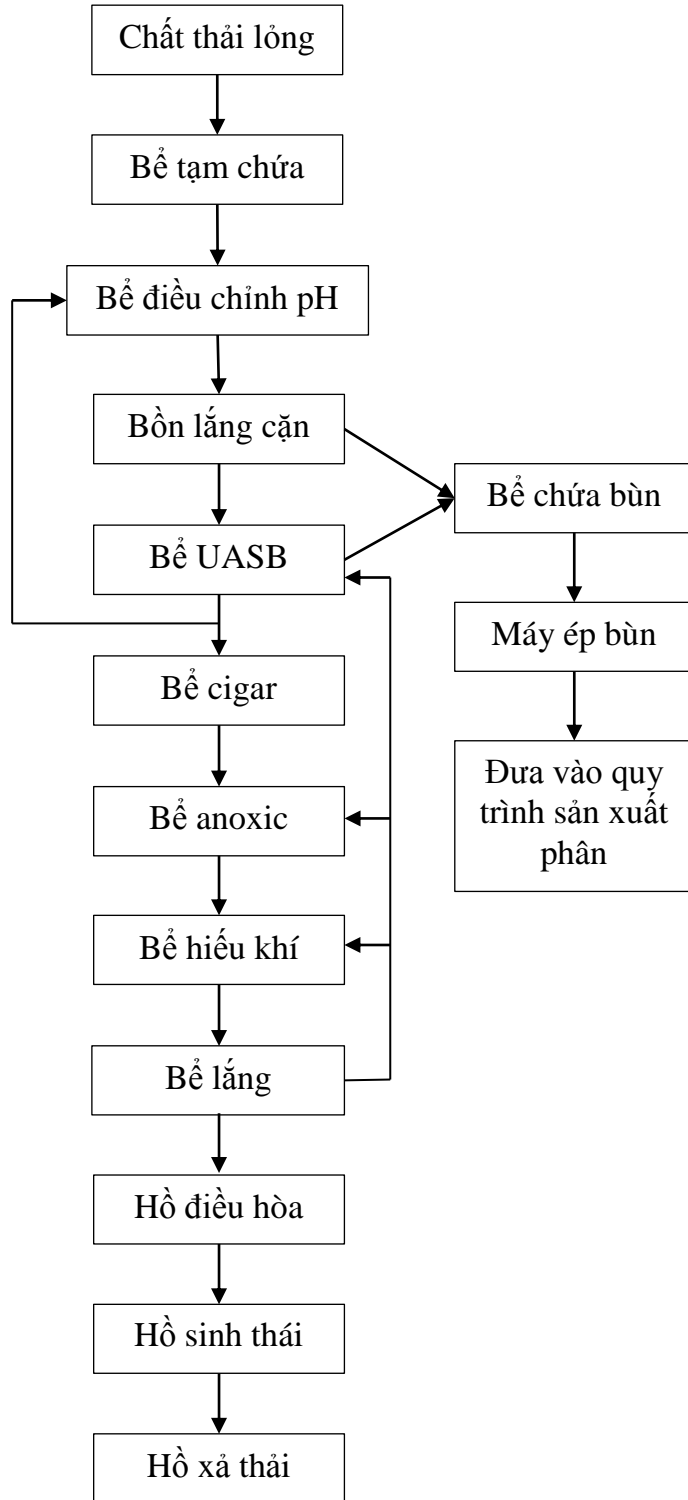 Chất thải lỏng
Bể tạm chứa
Bể điều chỉnh pH
Bồn lắng cặn
Bể UASB
Bể cigar
Bể anoxic
Bể hiếu khí
Bể lắng
Hồ điều hòa
Hồ sinh thái
Hồ xả thải
Bể chứa bùn
Máy ép bùn
Đưa vào quy
trình sản xuất
phân